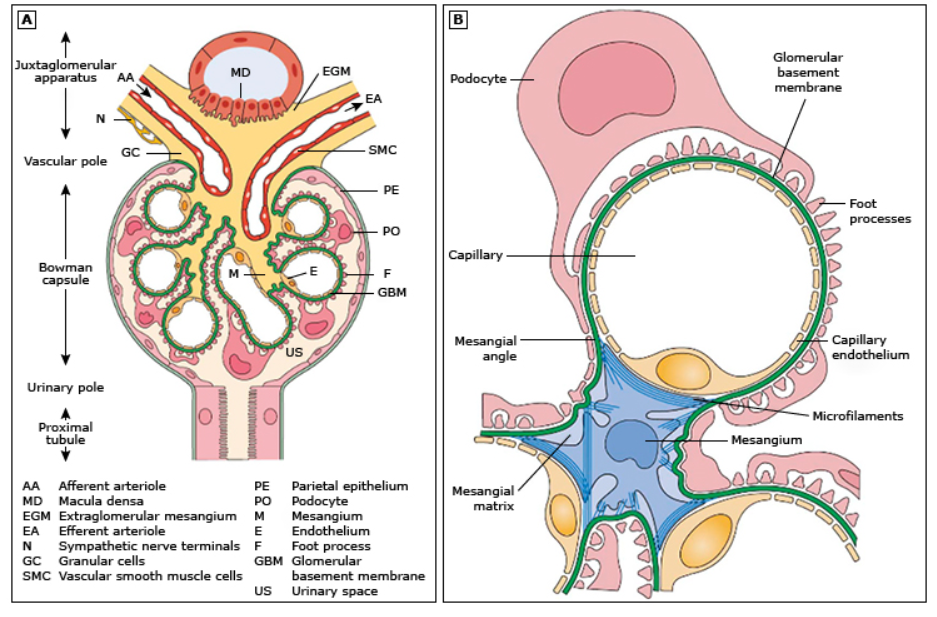 A
Juxtaglomerular
apparatus
AA
MD
EGM
EA
N
GC
SMC
Vascular pole
PE
PO
Bowman
capsule
M
E
F
GBM
US
Urinary pole
Proximal
tubule
AA Afferent arteriole
MD Macula densa
EGM Extraglomerular mesangium
EA Efferent arteriole
N Sympathetic nerve terminals
GC Granular cells
SMC Vascular smooth muscle cells
PE Parietal epithelium
PO Podocyte
M Mesangium
E Endothelium
F Foot process
GBM Glomerular
basement membrane
US Urinary space
B
Podocyte
Glomerular
basement
membrane
Foot
processes
Capillary
Mesangial
angle
Capillary
endothelium
Microfilaments
Mesangium
Mesangial
matrix